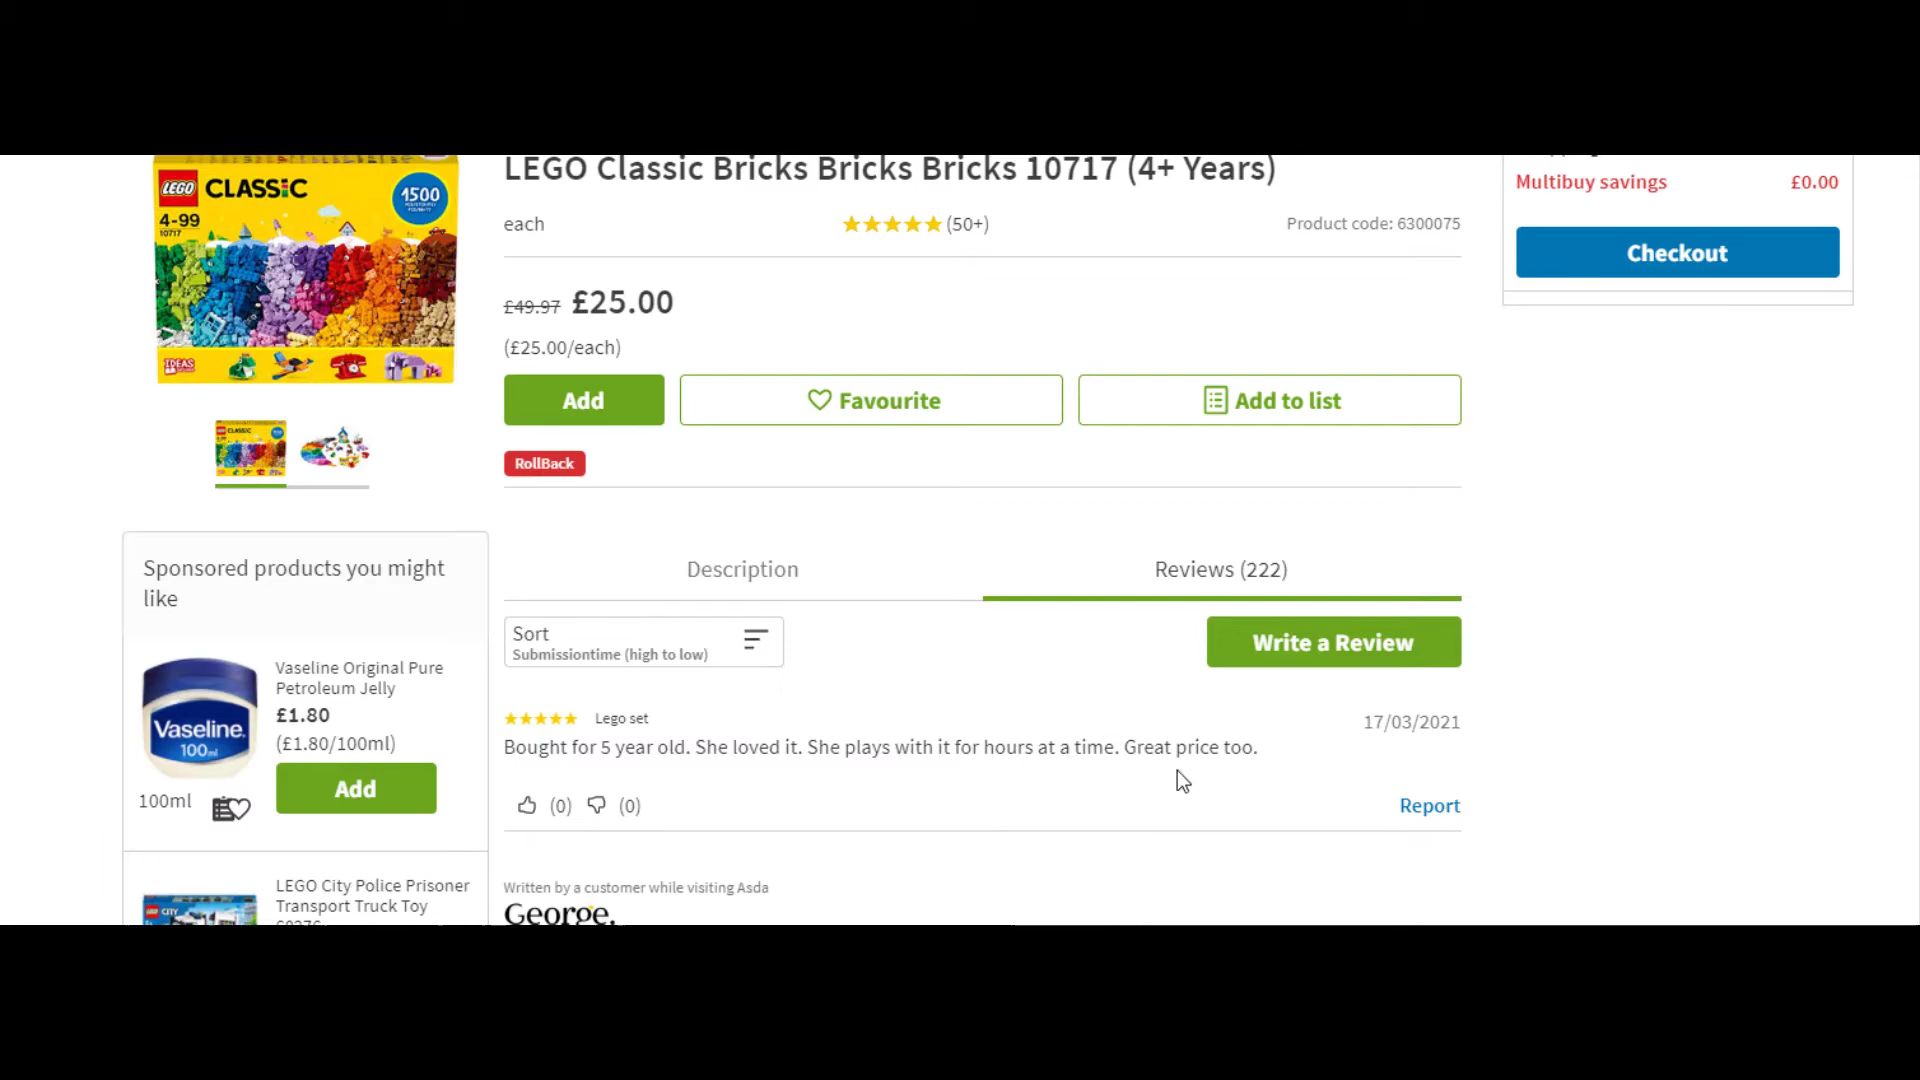 LEGO Classic Bricks Bricks Bricks 10717 (4+ Years)
each
(50+)
Product code: 6300075
£49.97 £25.00
(£25.00/each)
Add
Favourite
Add to list
RollBack
LEGO CLASSIC
1500
4-99
10717
IDEAS
CLASSIC
Multibuy savings £0.00
Checkout
Description
Reviews (222)
Sort
Submissiontime (high to low)
Write a Review
Lego set
17/03/2021
Bought for 5 year old. She loved it. She plays with it for hours at a time. Great price too.
(0) (0)
Report
Written by a customer while visiting Asda
George.
Sponsored products you might
like
Vaseline Original Pure
Petroleum Jelly
£1.80
(£1.80/100ml)
Add
Vaseline.
100ml
100ml
LEGO City Police Prisoner
Transport Truck Toy
CITY